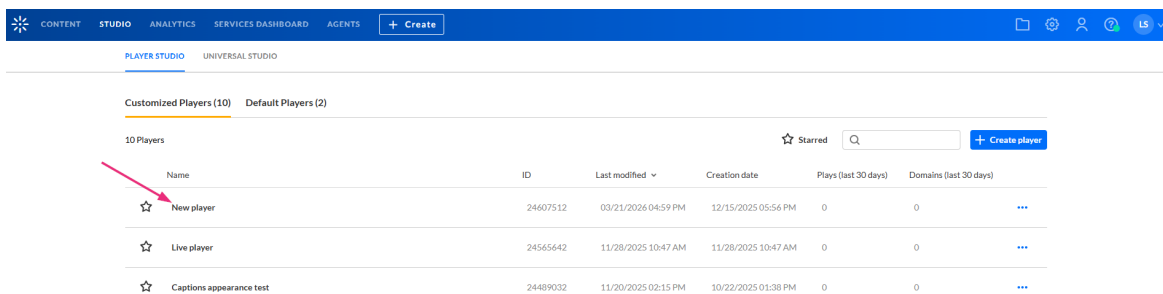 CONTENT STUDIO ANALYTICS SERVICES DASHBOARD AGENTS + Create LS
PLAYER STUDIO UNIVERSAL STUDIO
Customized Players (10) Default Players (2)
10 Players Starred + Create player
Name ID Last modified Creation date Plays (last 30 days) Domains (last 30 days)
New player 24607512 03/21/2026 04:59 PM 12/15/2025 05:56 PM 0 0
Live player 24565642 11/28/2025 10:47 AM 11/28/2025 10:47 AM 0 0
Captions appearance test 24489032 11/20/2025 02:15 PM 10/22/2025 01:38 PM 0 0